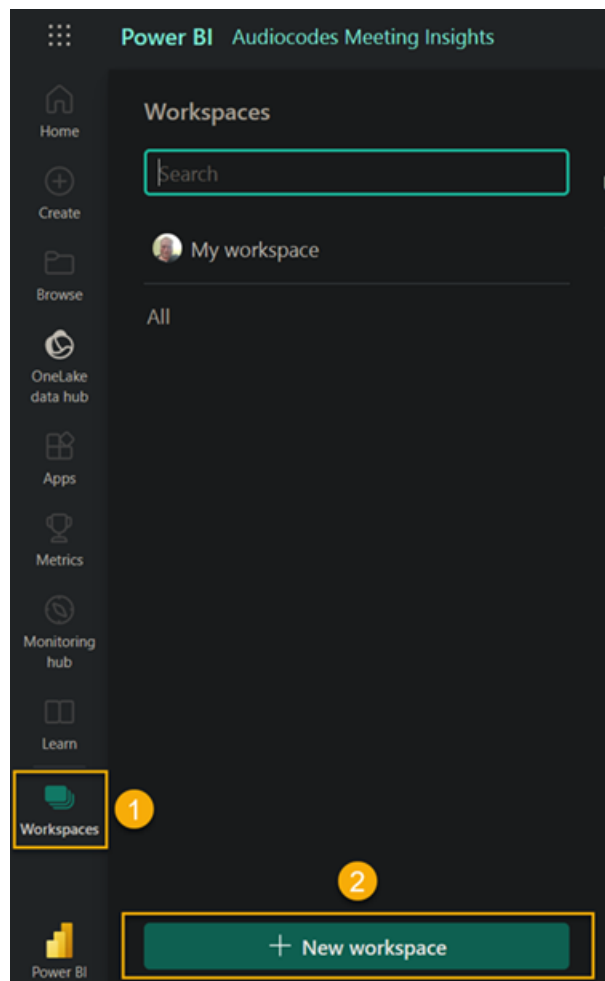 Power BI Audiocodes Meeting Insights
Home
Create
Browse
OneLake
data hub
Apps
Metrics
Monitoring
hub
Learn
Workspaces
Power BI
Workspaces
Search
My workspace
All
1
2
+ New workspace